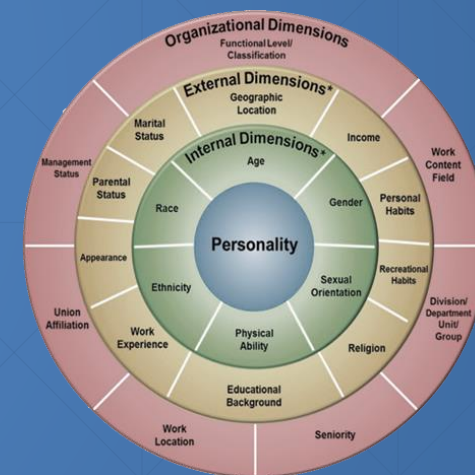 Organizational Dimensions
Functional Level/
Classification
External Dimensions*
Geographic
Location
Marital
Status
Income
Internal Dimensions*
Age
Management
Status
Work
Content
Field
Parental
Status
Personal
Habits
Race
Gender
Personality
Appearance
Recreational
Habits
Ethnicity
Sexual
Orientation
Union
Affiliation
Division/
Department
Unit/
Group
Work
Experience
Physical
Ability
Religion
Educational
Background
Work
Location
Seniority